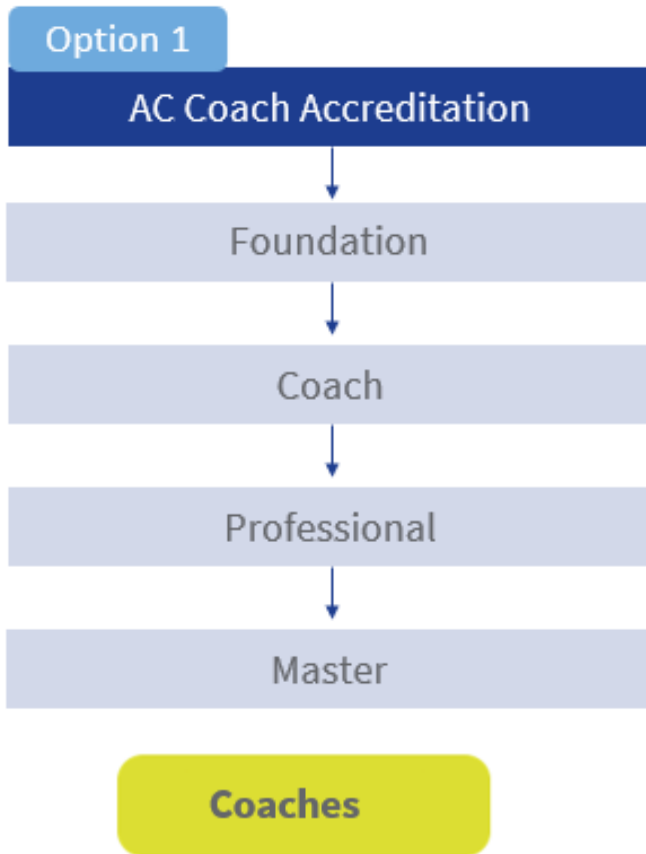 Option 1
AC Coach Accreditation
Foundation
Coach
Professional
Master
Coaches